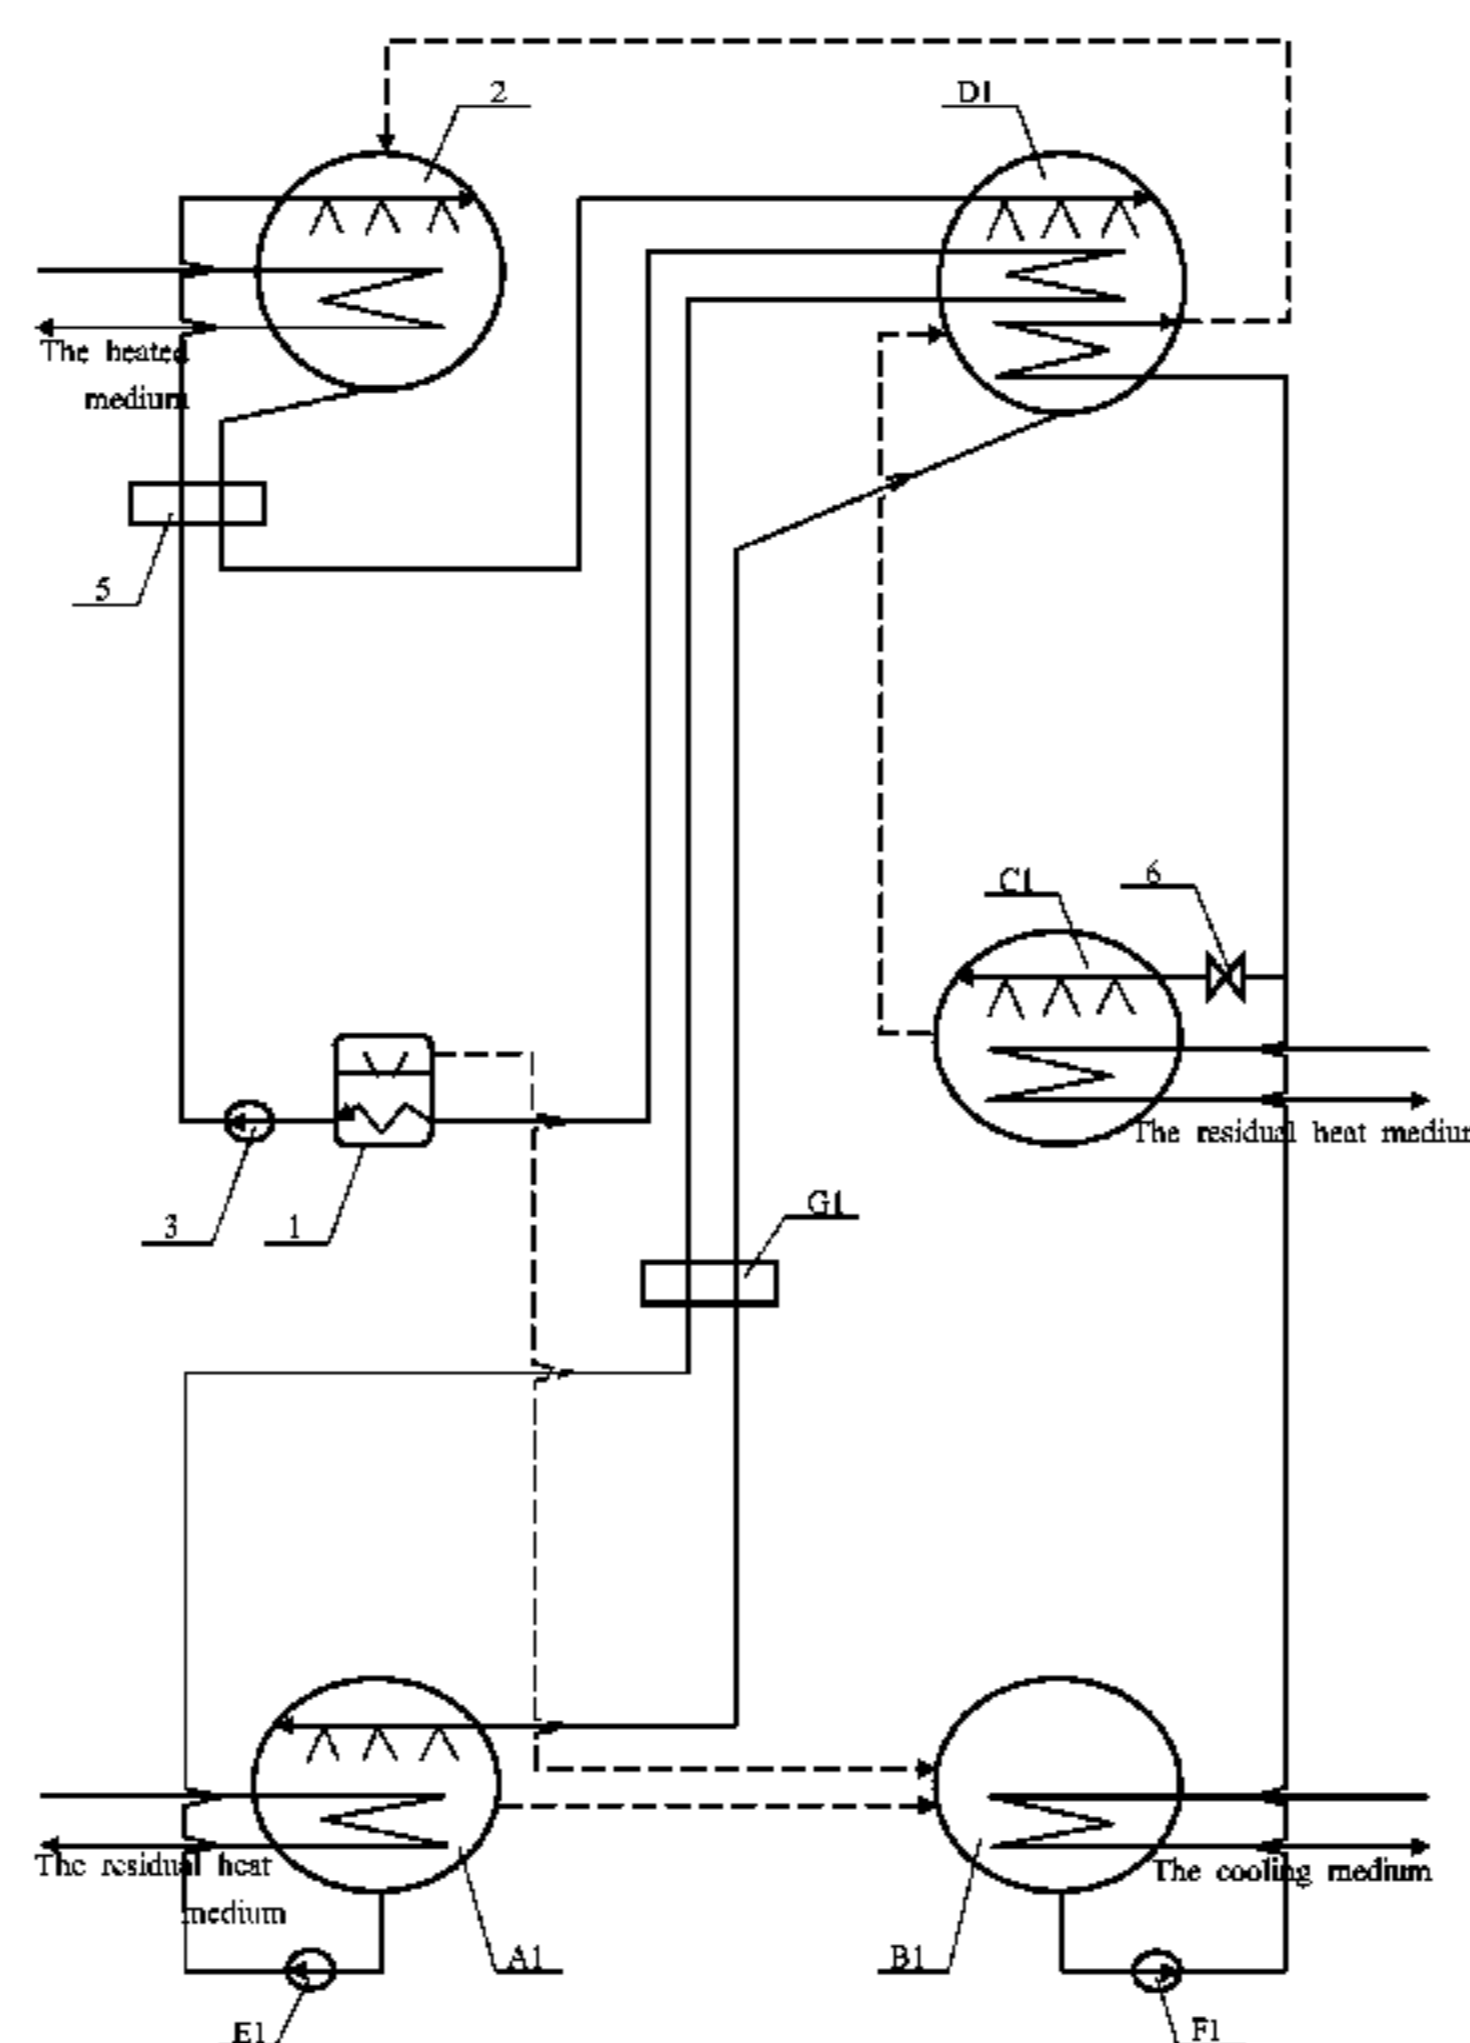 2
D1
The heated
medium
5
C1
6
The residual heat medium
3
1
G1
The residual heat
medium
The cooling medium
A1
B1
E1
F1